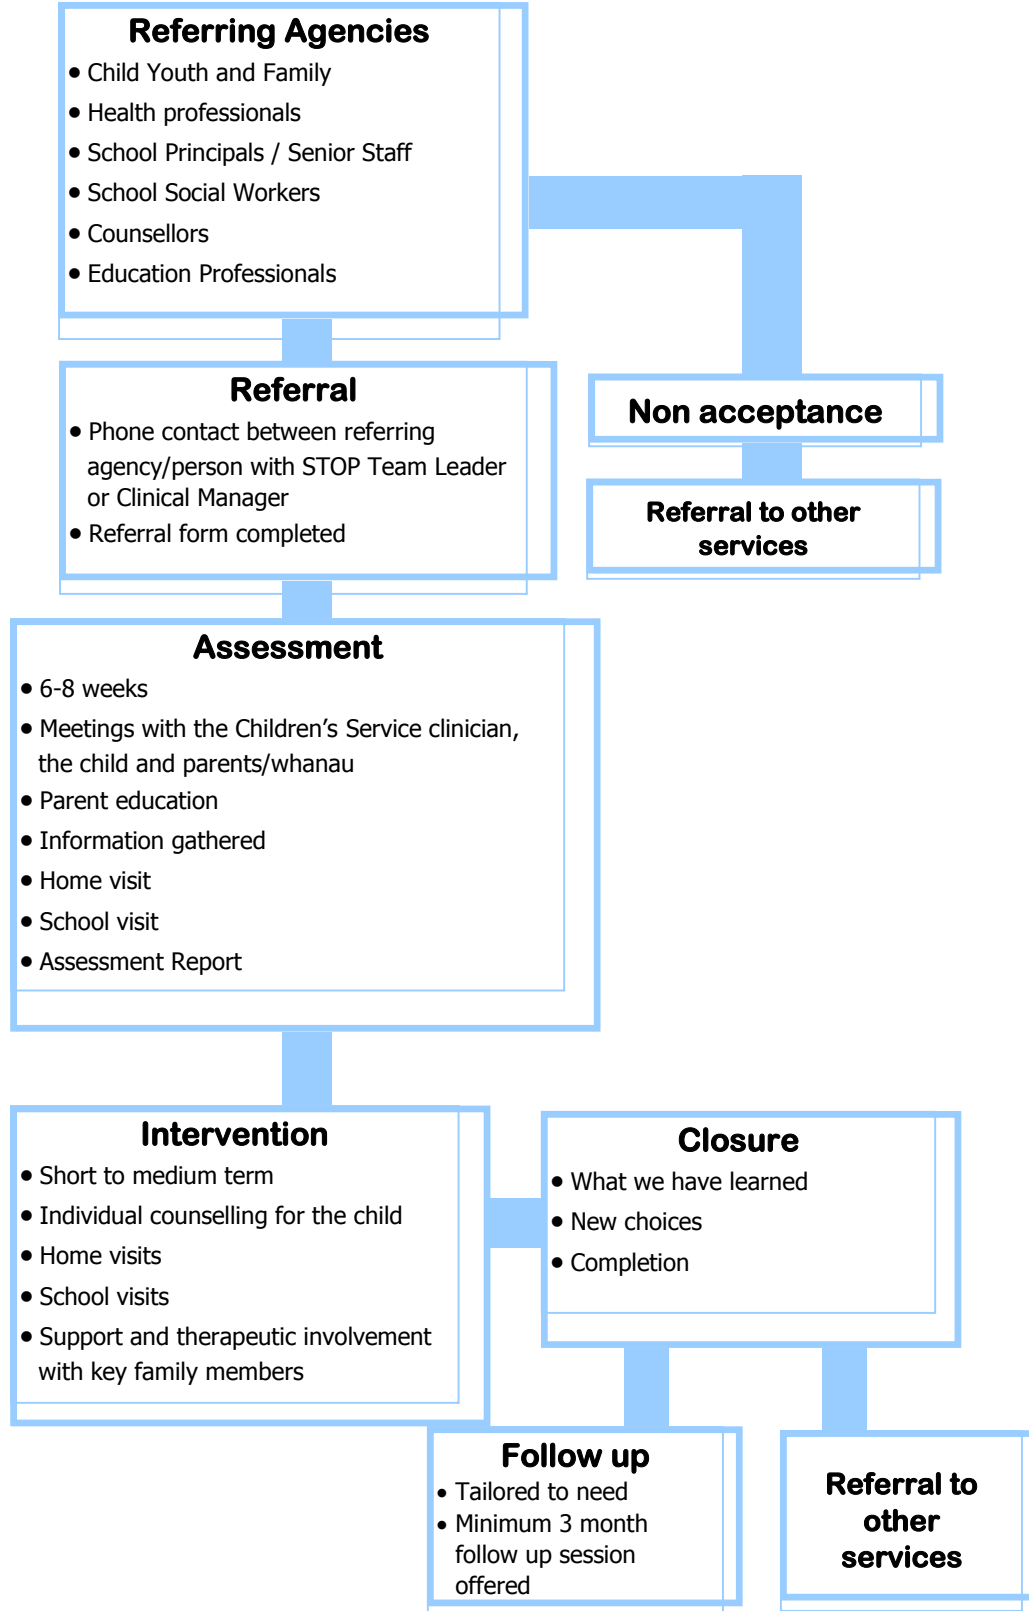 Referring Agencies
• Child Youth and Family
• Health professionals
• School Principals / Senior Staff
• School Social Workers
• Counsellors
• Education Professionals
Referral
• Phone contact between referring
agency/person with STOP Team Leader
or Clinical Manager
• Referral form completed
Non acceptance
Referral to other
services
Assessment
• 6-8 weeks
• Meetings with the Children’s Service clinician,
the child and parents/whanau
• Parent education
• Information gathered
• Home visit
• School visit
• Assessment Report
Intervention
• Short to medium term
• Individual counselling for the child
• Home visits
• School visits
• Support and therapeutic involvement
with key family members
Closure
• What we have learned
• New choices
• Completion
Follow up
• Tailored to need
• Minimum 3 month
follow up session
offered
Referral to
other
services